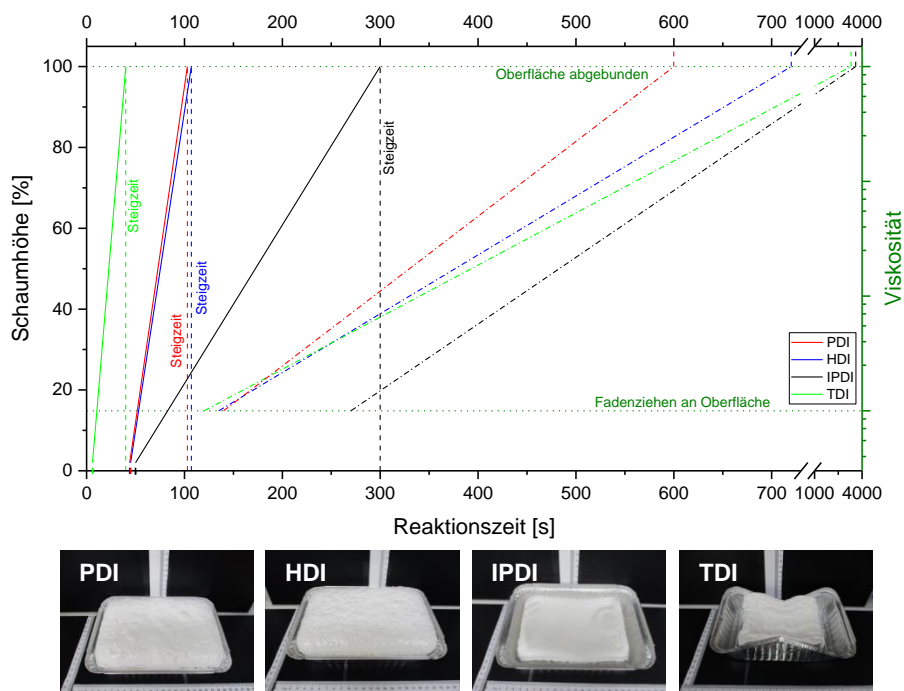 0 100 200 300 400 500 600 700 1000 4000
100
80
60
40
20
0
Schaumhöhe [%]
Oberfläche abgebunden
Steigzeit
Steigzeit
Steigzeit
Steigzeit
Viskosität
PDI
HDI
IPDI
TDI
Fadenziehen an Oberfläche
0 100 200 300 400 500 600 700 1000 4000
Reaktionszeit [s]
PDI HDI IPDI TDI